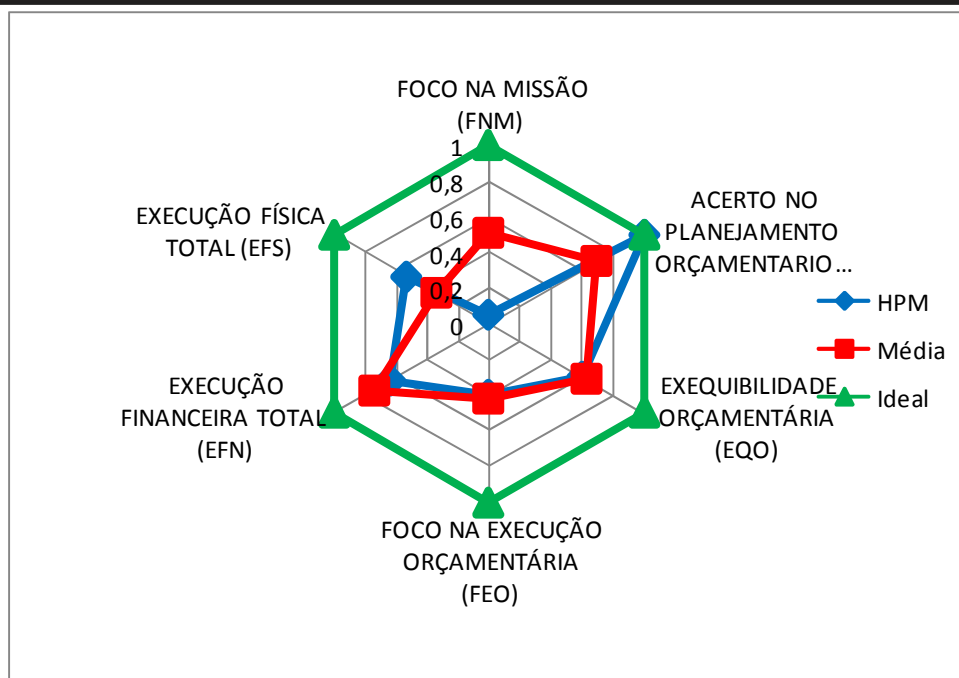 FOCO NA MISSÃO
(FNM)
1
0,8
0,6
0,4
0,2
0
ACERTO NO
PLANEJAMENTO
ORÇAMENTARIO ...
EXEQUIBILIDADE
ORÇAMENTÁRIA
(EQO)
FOCO NA EXECUÇÃO
ORÇAMENTÁRIA
(FEO)
EXECUÇÃO
FINANCEIRA TOTAL
(EFN)
EXECUÇÃO FÍSICA
TOTAL (EFS)
HPM
Média
Ideal